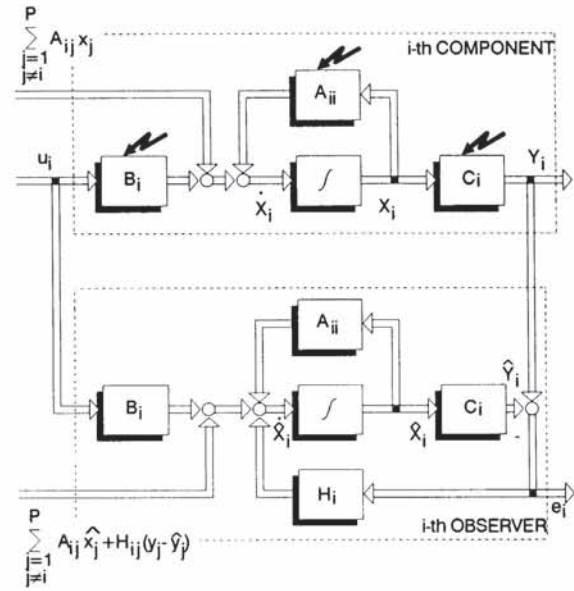 P
∑ A_ij x_j
j=1
j≠i
i-th COMPONENT
A_ii
u_i
B_i
∫
C_i
Y_i
Ẋ_i
X_i
A_ii
Ŷ_i
B_i
∫
C_i
X̂̇_i
X̂_i
-
H_i
e_i
i-th OBSERVER
P
∑ A_ij x̂_j + H_ij (y_j - ŷ_j)
j=1
j≠i